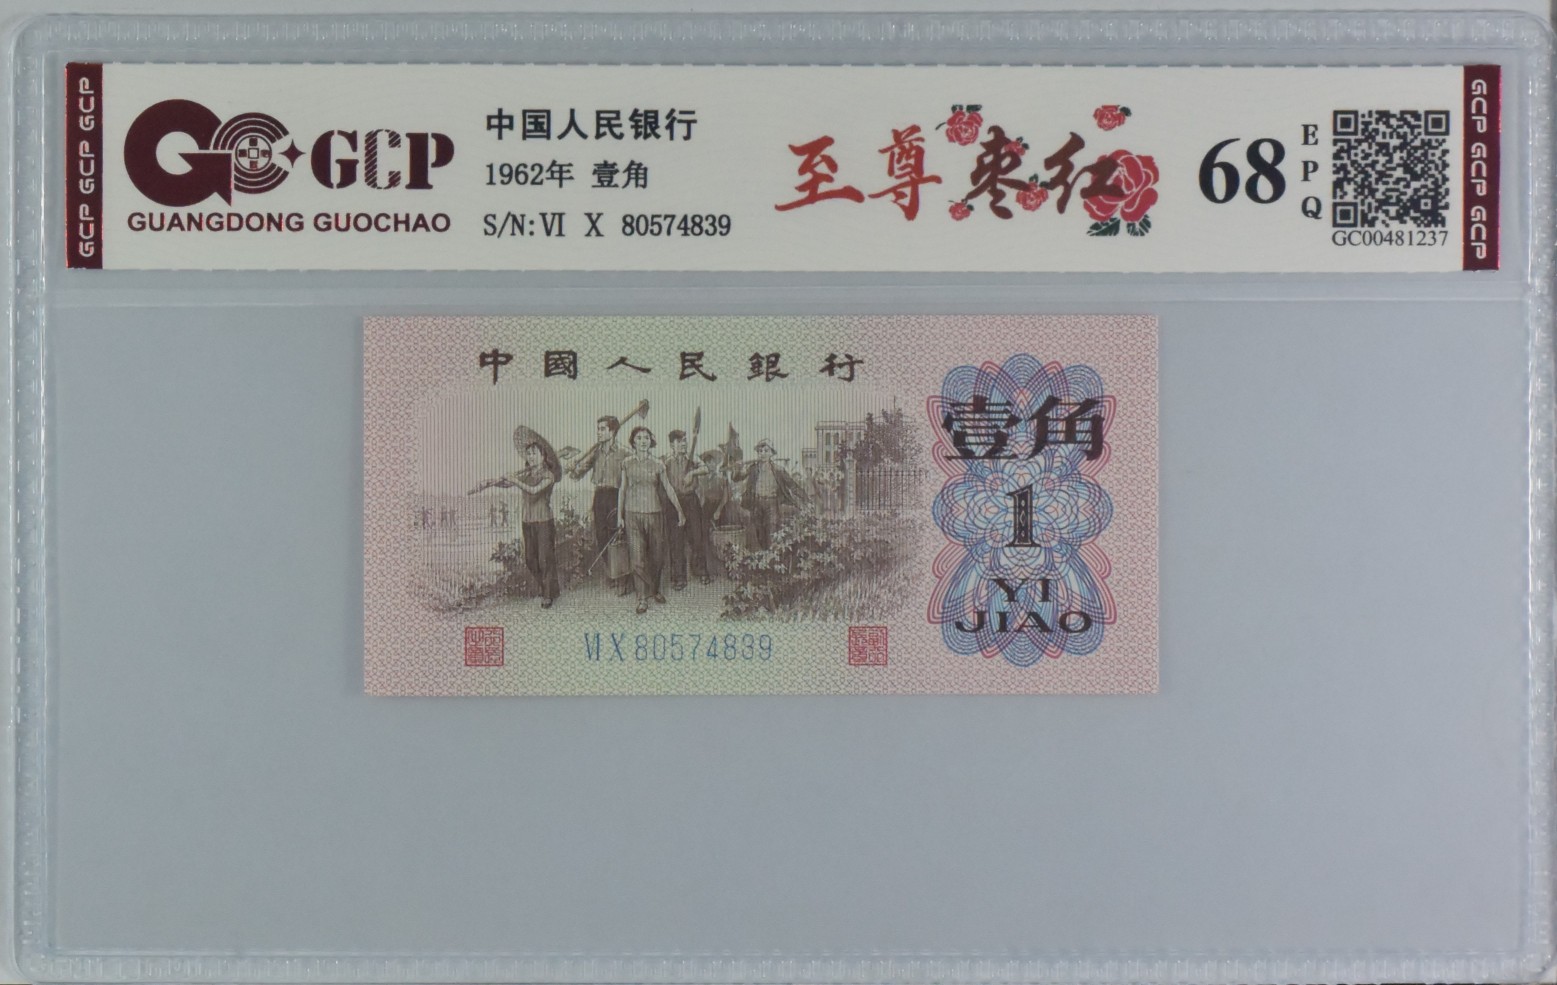 GCP GCP GCP
GCP
GUANGDONG GUOCHAO
中国人民银行
1962年 壹角
S/N: VI X 80574839
至尊枣红
68
EPQ
GC00481237
GCP GCP GCP
中國人民銀行
壹角
1
YI
JIAO
VI X 80574839